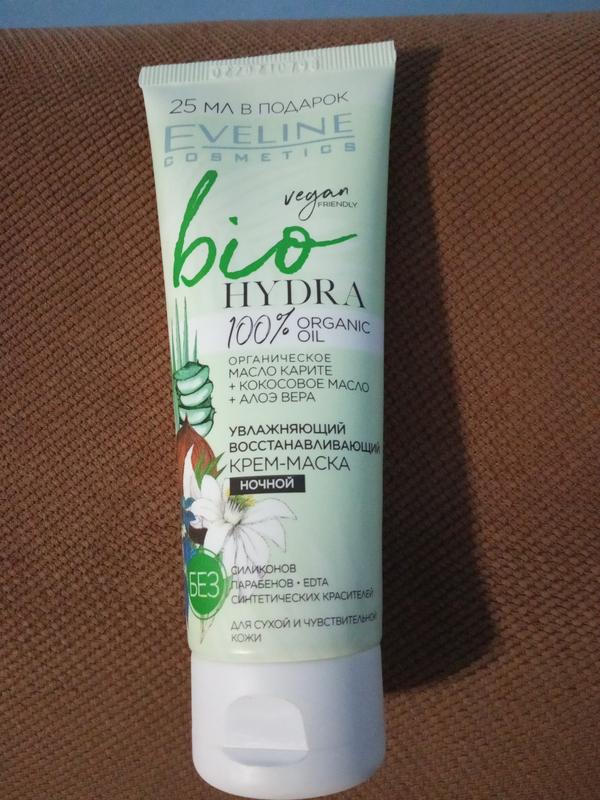 25 МЛ В ПОДАРОК
EVELINE
COSMETICS
vegan
FRIENDLY
bio
HYDRA
100% ORGANIC
OIL
ОРГАНИЧЕСКОЕ
МАСЛО КАРИТЕ
+ КОКОСОВОЕ МАСЛО
+ АЛОЭ ВЕРА
УВЛАЖНЯЮЩИЙ
ВОССТАНАВЛИВАЮЩИЙ
КРЕМ-МАСКА
НОЧНОЙ
БЕЗ
СИЛИКОНОВ
ПАРАБЕНОВ • EDTA
СИНТЕТИЧЕСКИХ КРАСИТЕЛЕЙ
ДЛЯ СУХОЙ И ЧУВСТВИТЕЛЬНОЙ
КОЖИ